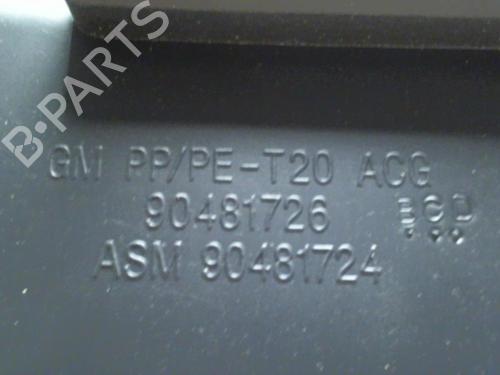 B-PARTS
GM PP/PE-T20 ACG
90481726
ASM 90481724